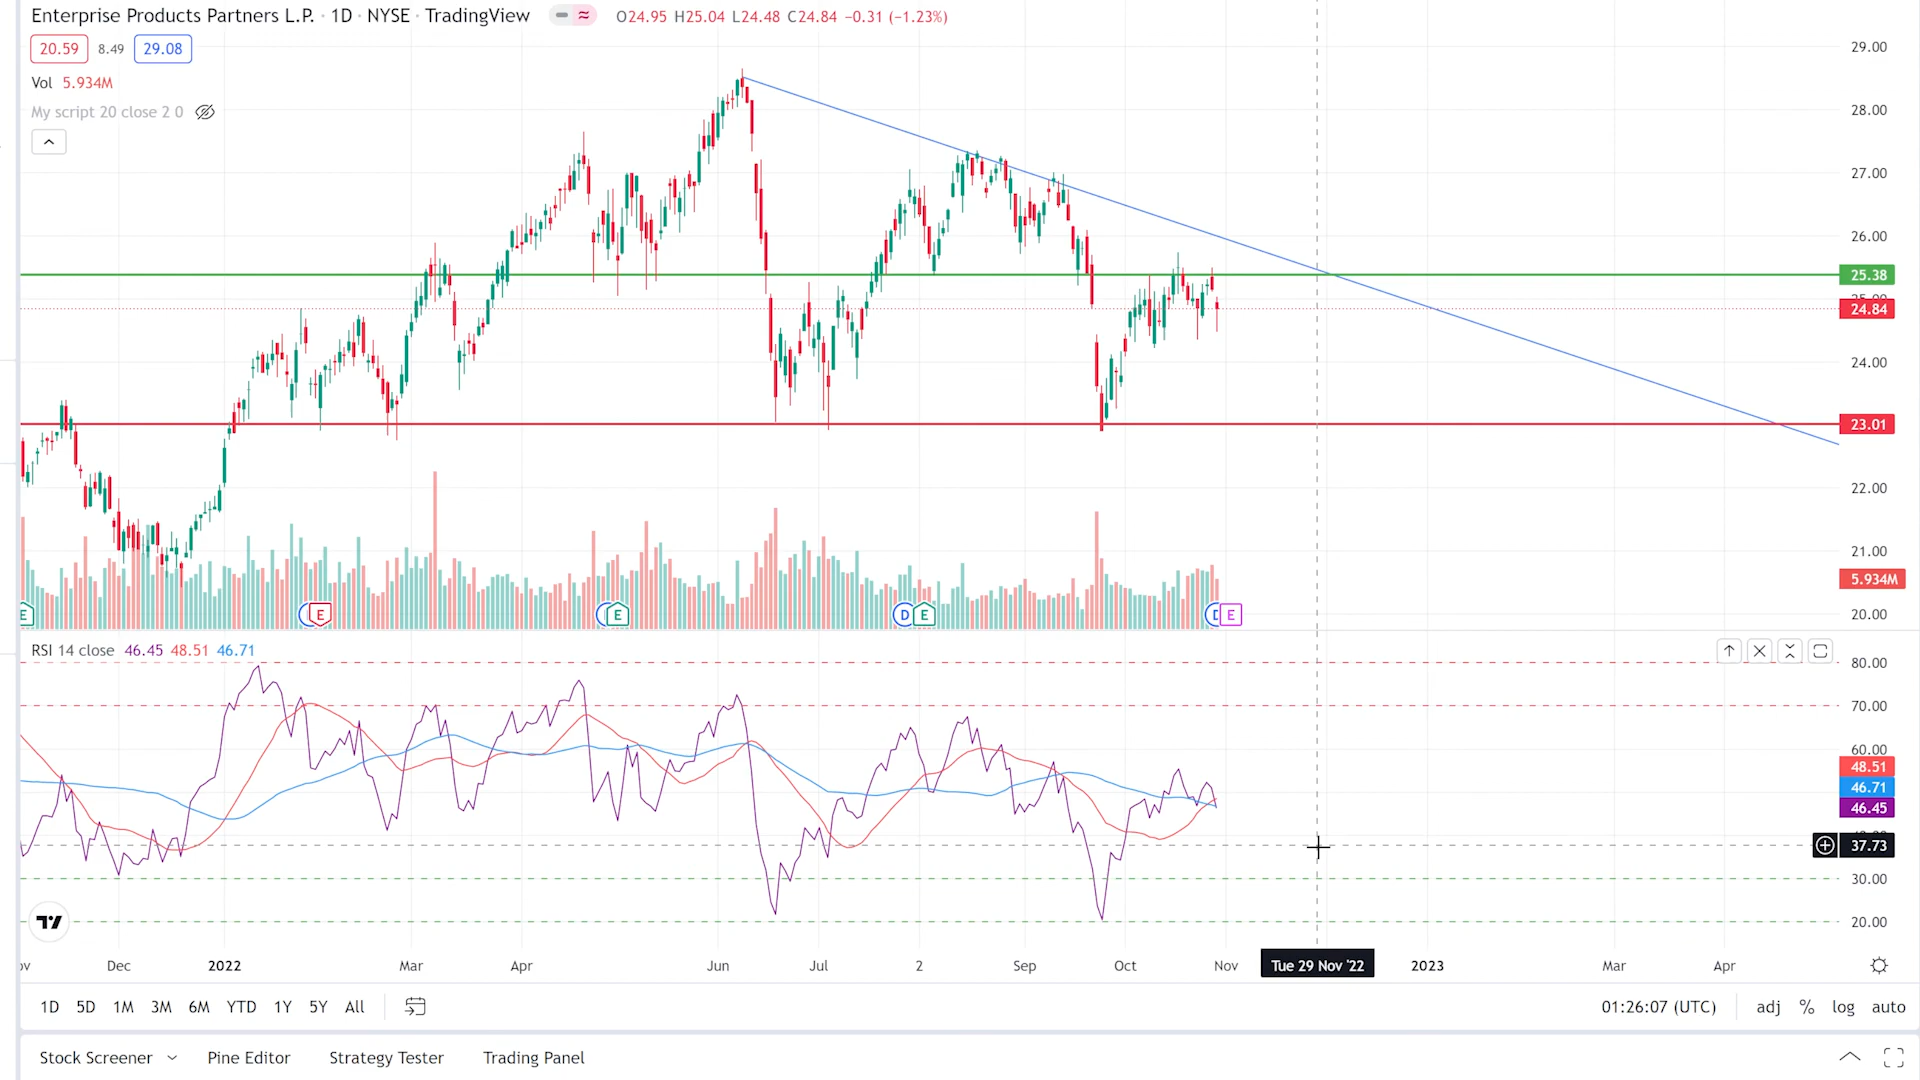 Enterprise Products Partners L.P. · 1D · NYSE · TradingView O24.95 H25.04 L24.48 C24.84 −0.31 (−1.23%)
20.59 8.49 29.08
Vol 5.934M
My script 20 close 2 0
29.00
28.00
27.00
26.00
25.38
25.00
24.84
24.00
23.01
22.00
21.00
5.934M
20.00
E E E D E D E
RSI 14 close 46.45 48.51 46.71
80.00
70.00
60.00
48.51
46.71
46.45
37.73
30.00
20.00
ov Dec 2022 Mar Apr Jun Jul 2 Sep Oct Nov Tue 29 Nov '22 2023 Mar Apr
1D 5D 1M 3M 6M YTD 1Y 5Y All 01:26:07 (UTC) adj % log auto
Stock Screener Pine Editor Strategy Tester Trading Panel